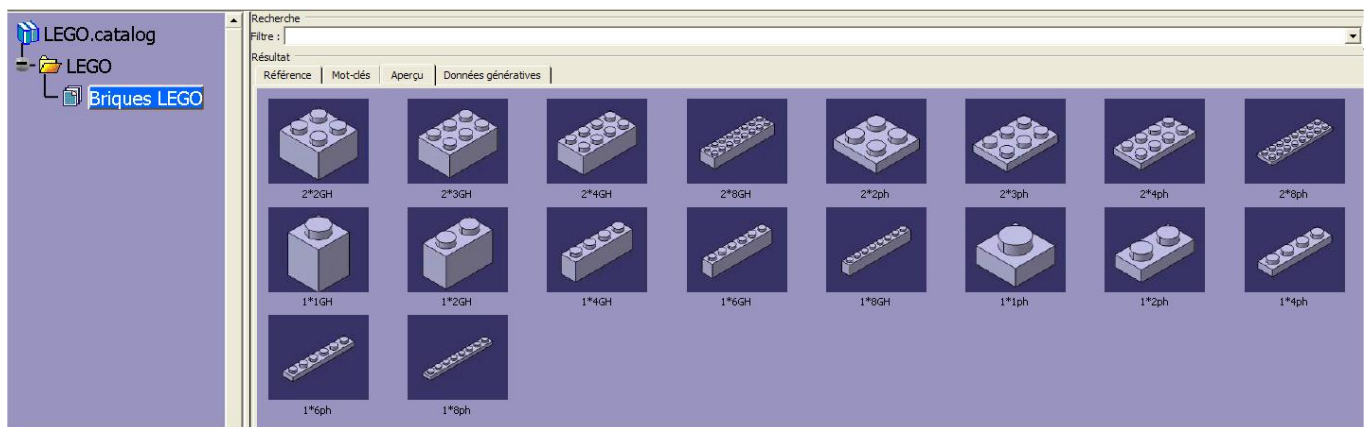 LEGO.catalog
LEGO
Briques LEGO
Recherche
Filtre :
Résultat
Référence Mot-clés Aperçu Données génératives
2*2GH 2*3GH 2*4GH 2*8GH 2*2ph 2*3ph 2*4ph 2*8ph
1*1GH 1*2GH 1*4GH 1*6GH 1*8GH 1*1ph 1*2ph 1*4ph
1*6ph 1*8ph